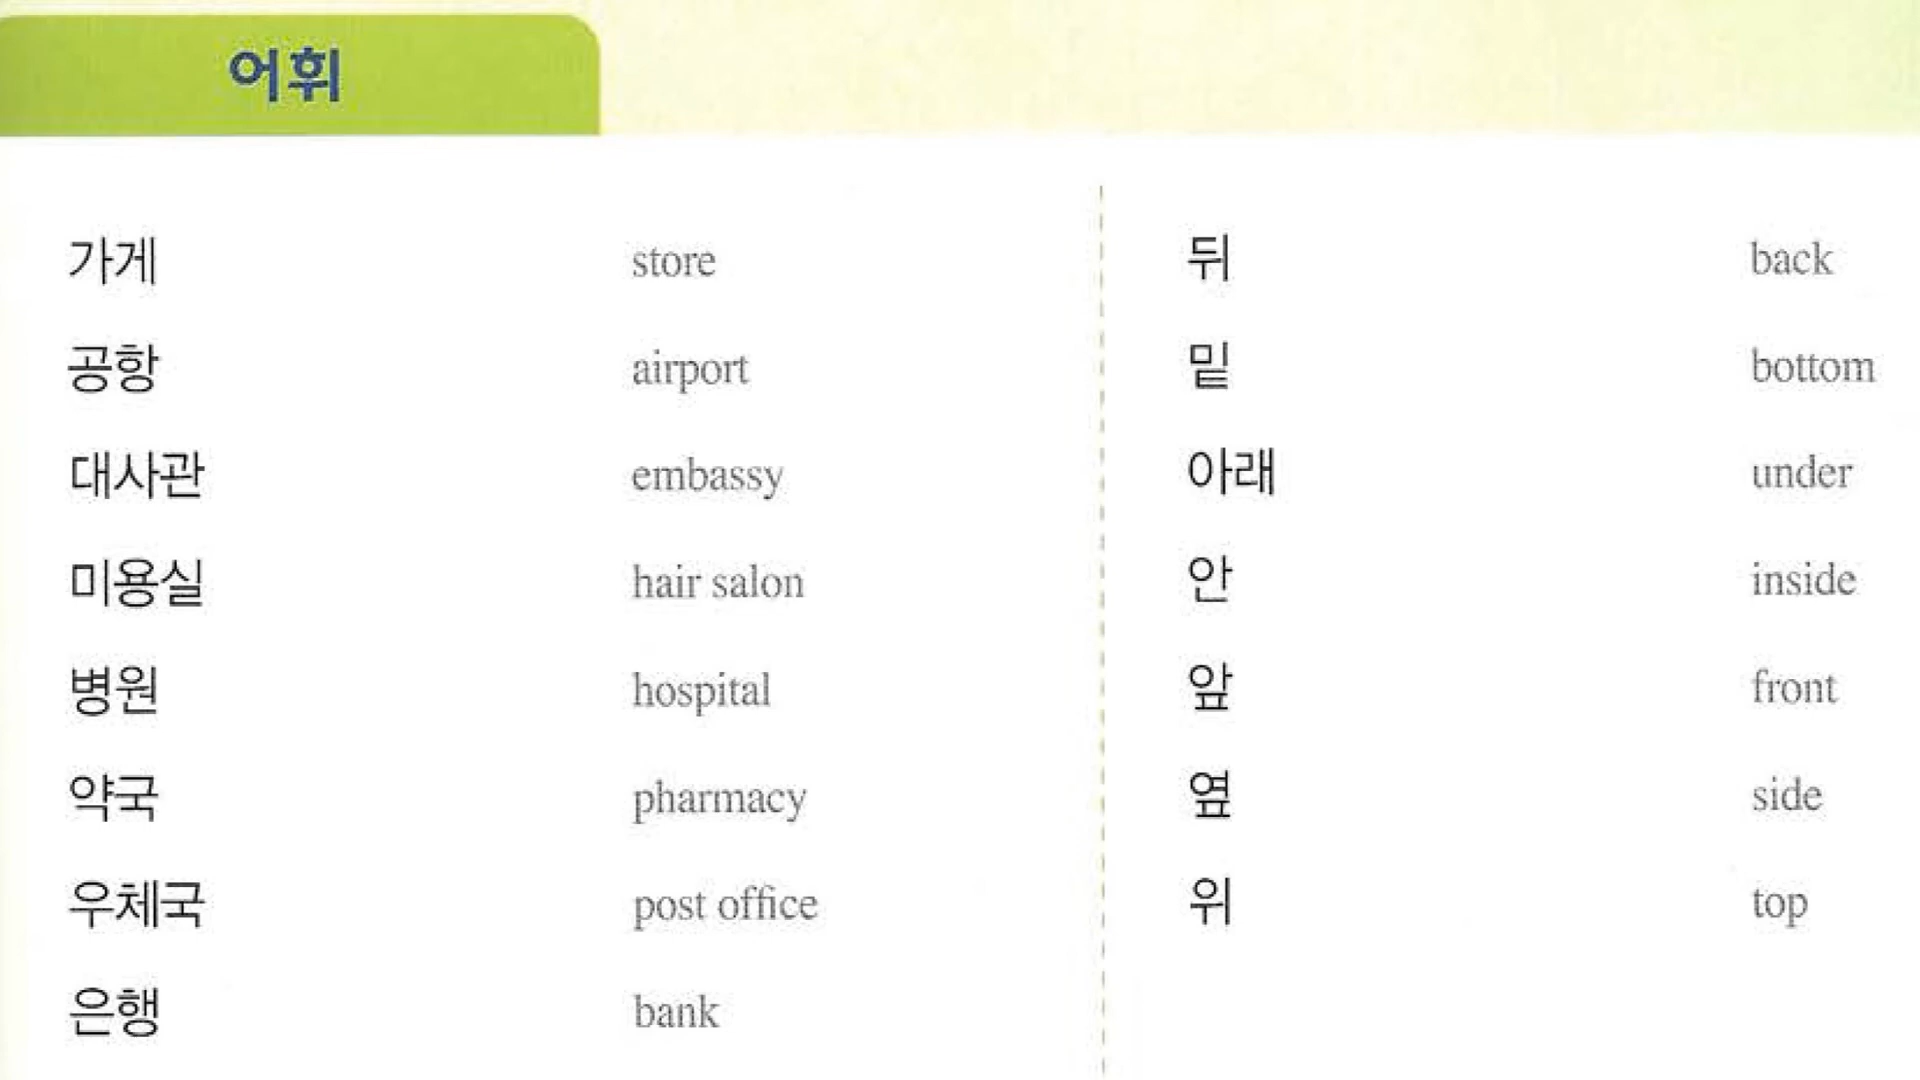 어휘
가게 store
공항 airport
대사관 embassy
미용실 hair salon
병원 hospital
약국 pharmacy
우체국 post office
은행 bank
뒤 back
밑 bottom
아래 under
안 inside
앞 front
옆 side
위 top